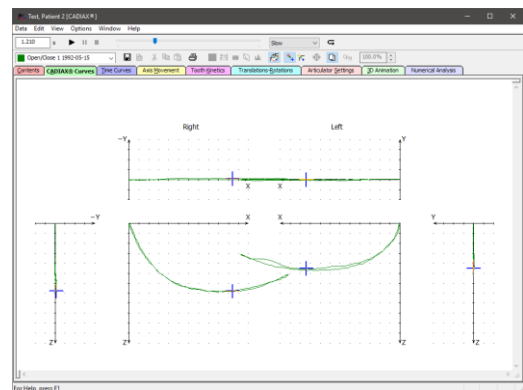 Test, Patient 2 [CADIAX®]
Data Edit View Options Window Help
1.210 s Slow
Open/Close 1 1992-05-15 100.0%
Contents CADIAX® Curves Time Curves Axis Movement Tooth Kinetics Translations-Rotations Articulator Settings 3D Animation Numerical Analysis
Right Left
-Y Y
X X
-Y X X Y
Z Z Z Z
For Help, press F1